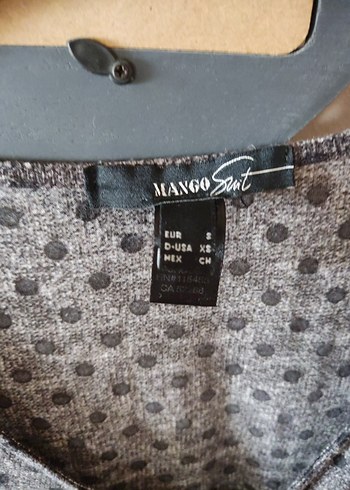 MANGO Suit
EUR S
D-USA XS
MEX CH